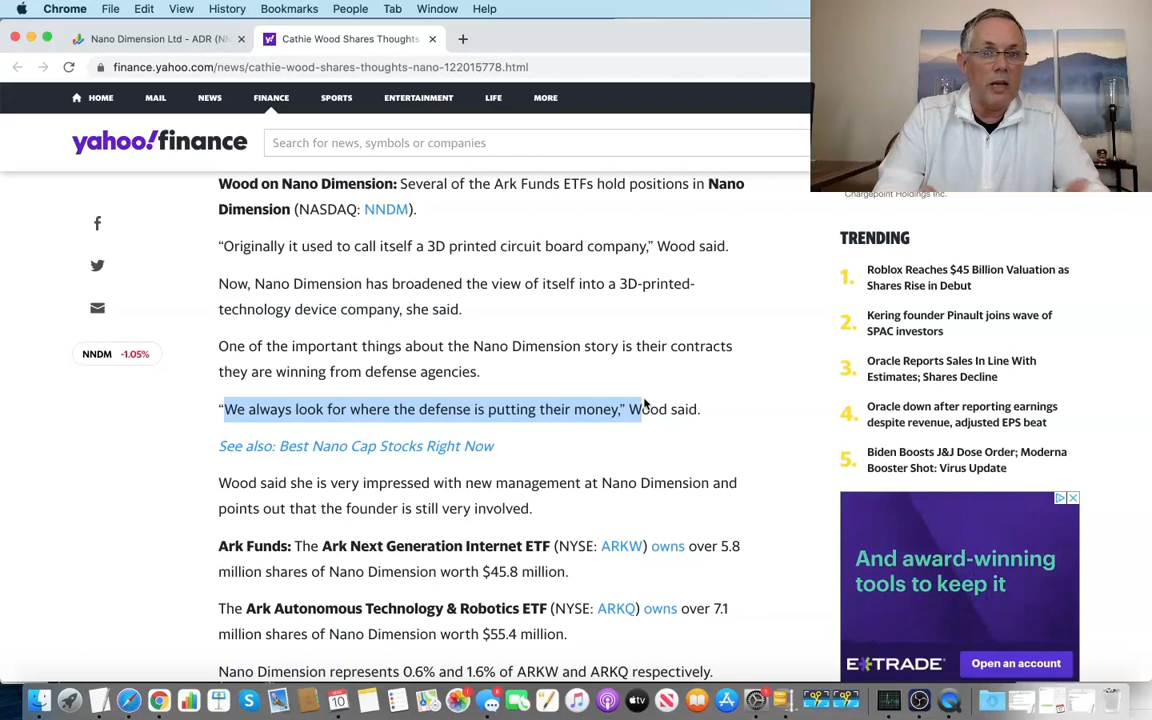 Chrome File Edit View History Bookmarks People Tab Window Help
Nano Dimension Ltd - ADR (NN
Cathie Wood Shares Thoughts
finance.yahoo.com/news/cathie-wood-shares-thoughts-nano-122015778.html
HOME MAIL NEWS FINANCE SPORTS ENTERTAINMENT LIFE MORE
yahoo!finance
Search for news, symbols or companies
Wood on Nano Dimension: Several of the Ark Funds ETFs hold positions in Nano
Dimension (NASDAQ: NNDM).
“Originally it used to call itself a 3D printed circuit board company,” Wood said.
Now, Nano Dimension has broadened the view of itself into a 3D-printed-
technology device company, she said.
One of the important things about the Nano Dimension story is their contracts
they are winning from defense agencies.
“We always look for where the defense is putting their money,” Wood said.
See also: Best Nano Cap Stocks Right Now
Wood said she is very impressed with new management at Nano Dimension and
points out that the founder is still very involved.
Ark Funds: The Ark Next Generation Internet ETF (NYSE: ARKW) owns over 5.8
million shares of Nano Dimension worth $45.8 million.
The Ark Autonomous Technology & Robotics ETF (NYSE: ARKQ) owns over 7.1
million shares of Nano Dimension worth $55.4 million.
Nano Dimension represents 0.6% and 1.6% of ARKW and ARKQ respectively.
NNDM -1.05%
Chargepoint Holdings Inc.
TRENDING
1. Roblox Reaches $45 Billion Valuation as
Shares Rise in Debut
2. Kering founder Pinault joins wave of
SPAC investors
3. Oracle Reports Sales In Line With
Estimates; Shares Decline
4. Oracle down after reporting earnings
despite revenue, adjusted EPS beat
5. Biden Boosts J&J Dose Order; Moderna
Booster Shot: Virus Update
And award-winning
tools to keep it
E*TRADE
Open an account